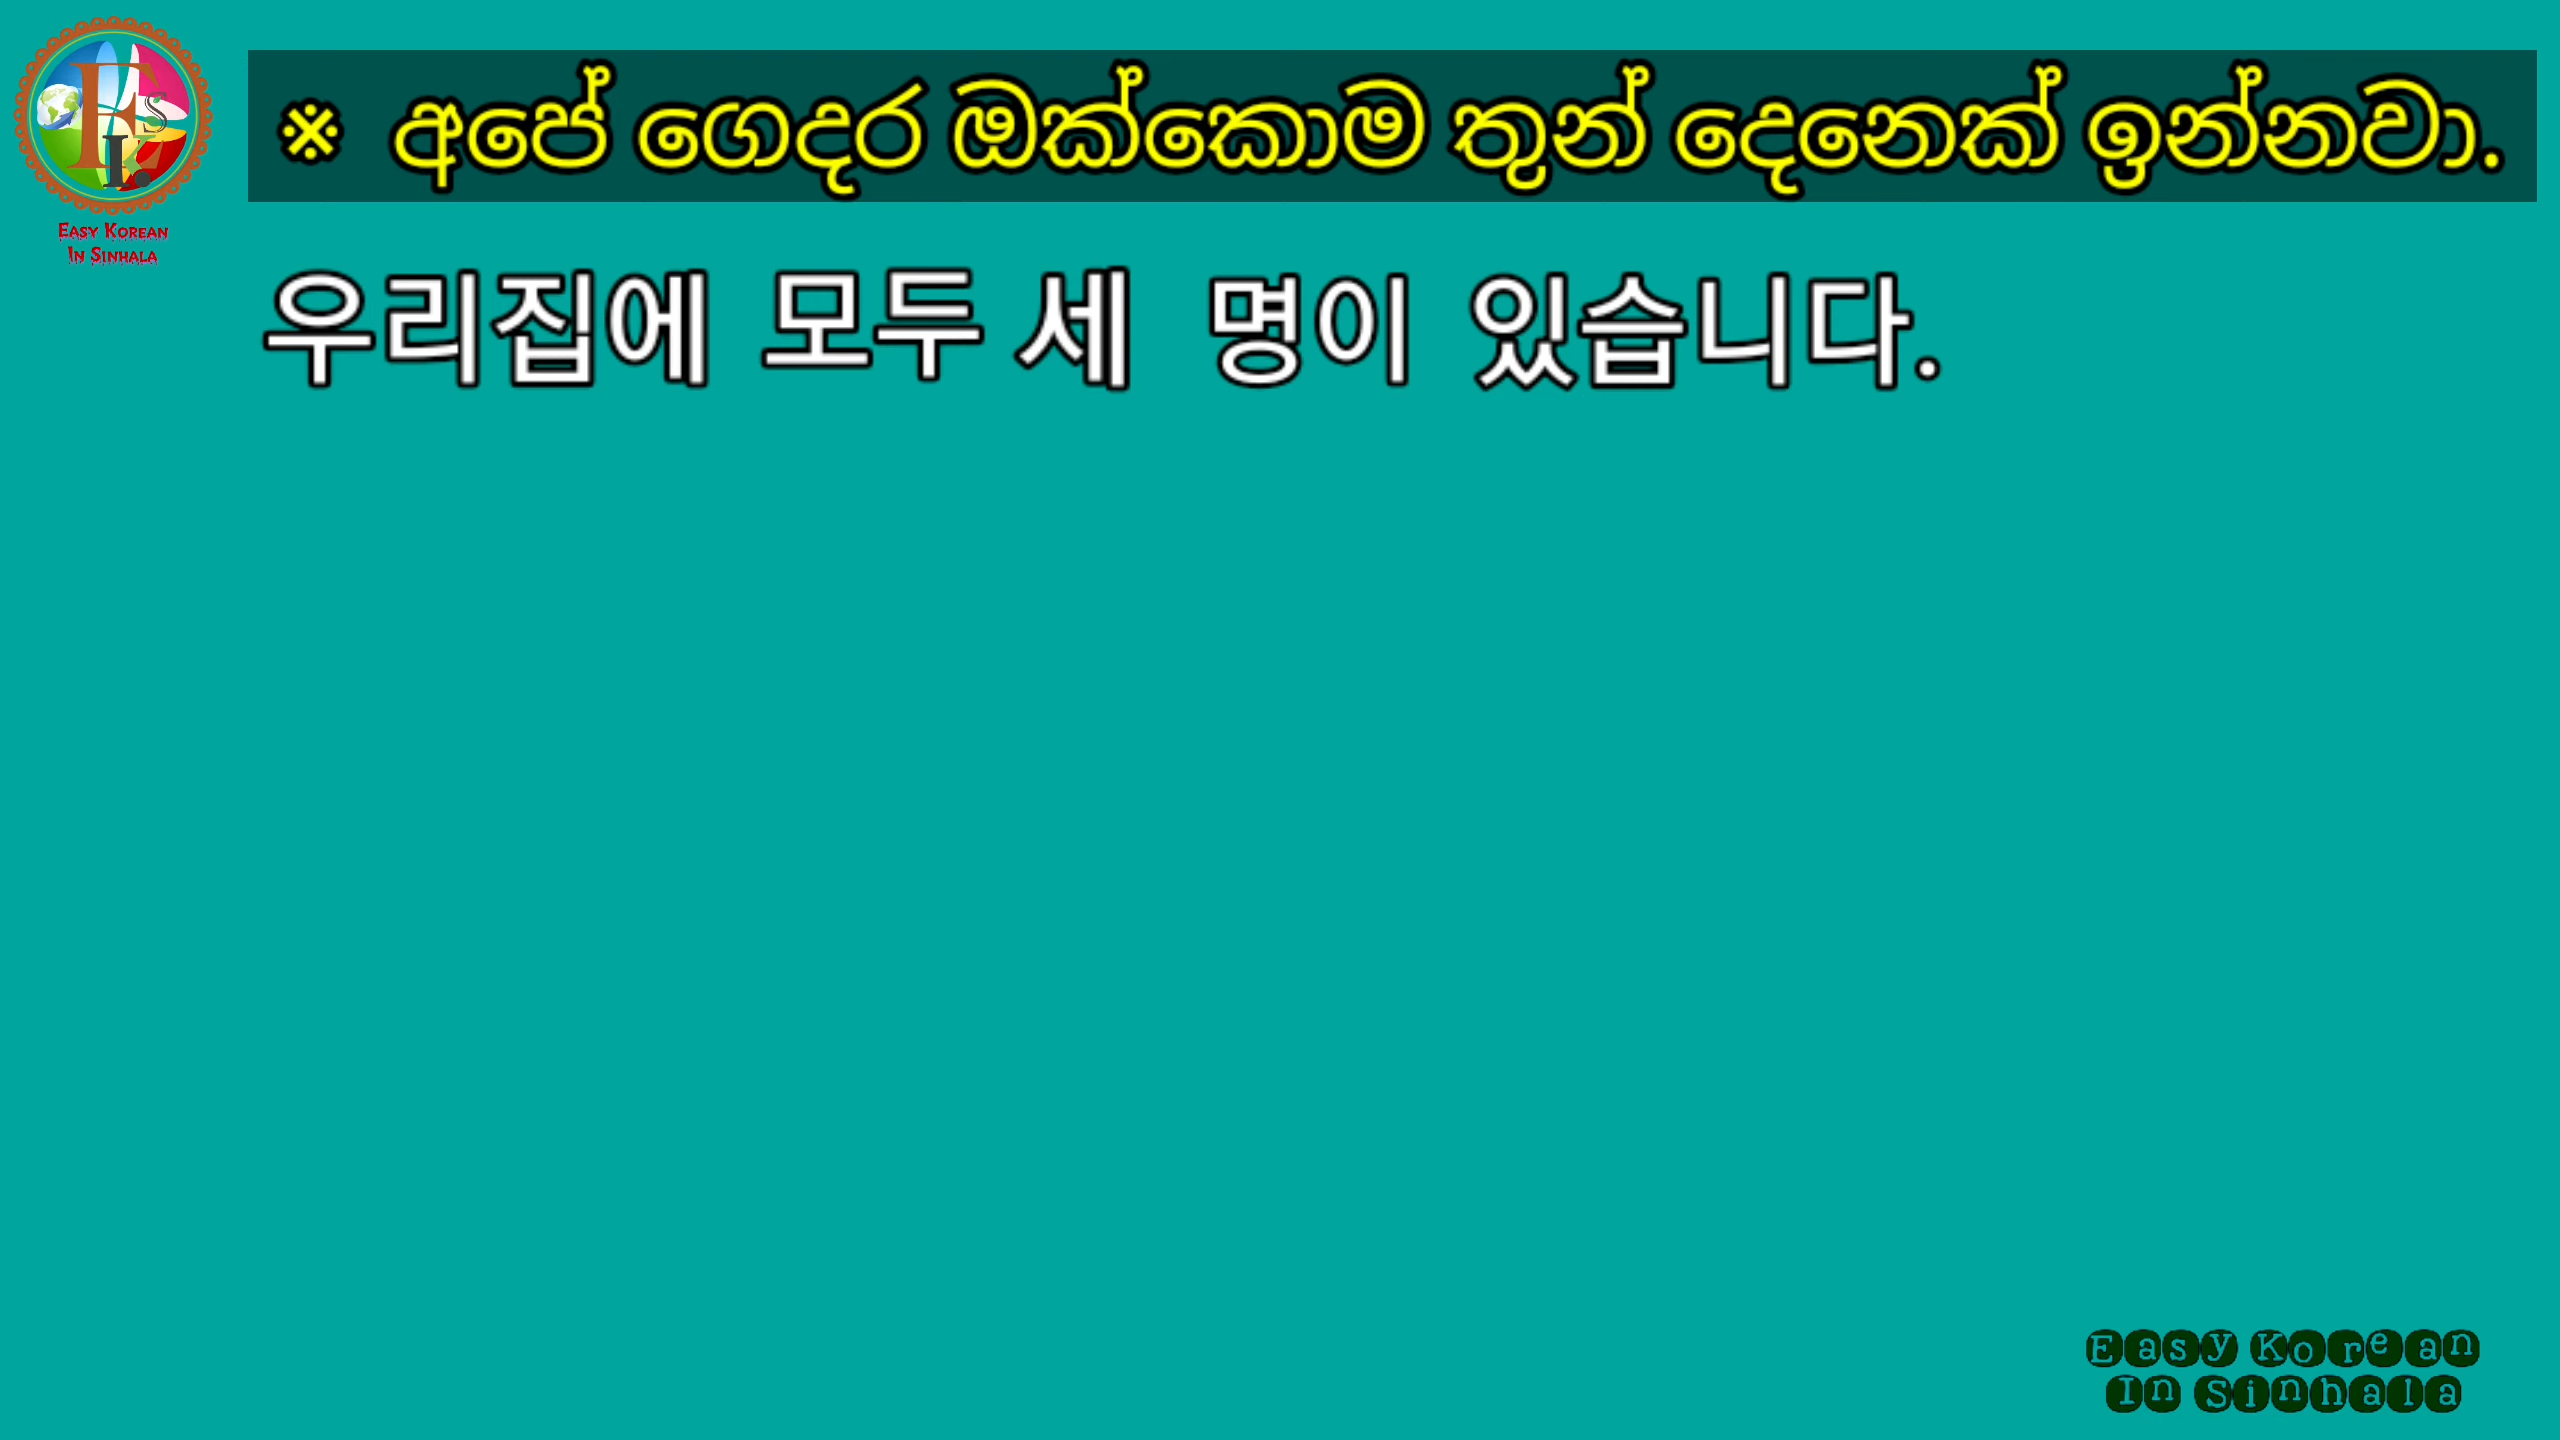 ※ අපේ ගෙදර ඔක්කොම තුන් දෙනෙක් ඉන්නවා.
우리집에 모두 세 명이 있습니다.
EASY KOREAN
IN SINHALA
Easy Korean
In Sinhala